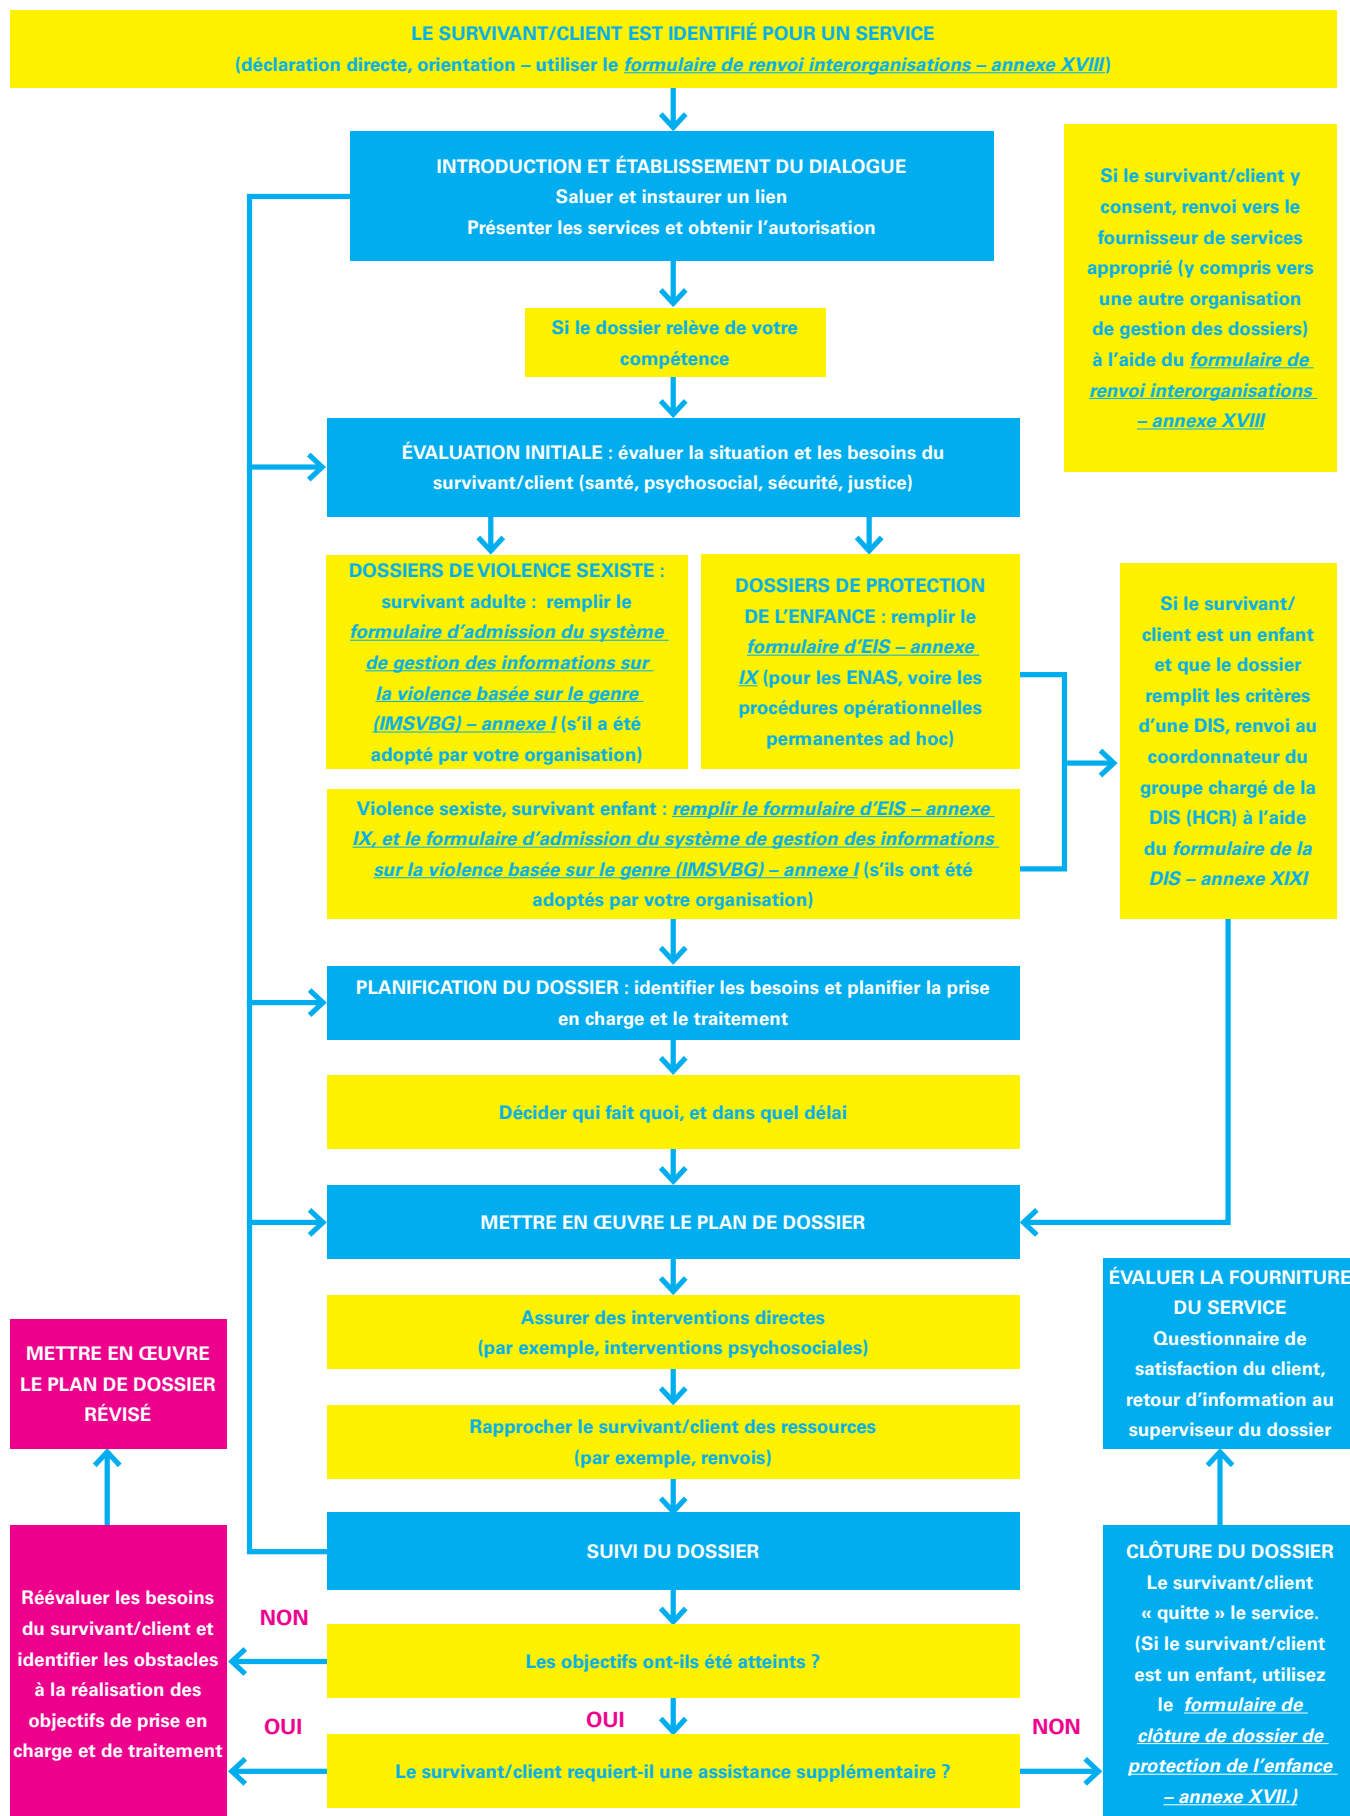 LE SURVIVANT/CLIENT EST IDENTIFIÉ POUR UN SERVICE
(déclaration directe, orientation – utiliser le formulaire de renvoi interorganisations – annexe XVIII)
INTRODUCTION ET ÉTABLISSEMENT DU DIALOGUE
Saluer et instaurer un lien
Présenter les services et obtenir l’autorisation
Si le survivant/client y
consent, renvoi vers le
fournisseur de services
approprié (y compris vers
une autre organisation
de gestion des dossiers)
à l’aide du formulaire de
renvoi interorganisations
– annexe XVIII
Si le dossier relève de votre
compétence
ÉVALUATION INITIALE : évaluer la situation et les besoins du
survivant/client (santé, psychosocial, sécurité, justice)
DOSSIERS DE VIOLENCE SEXISTE :
survivant adulte : remplir le
formulaire d’admission du système
de gestion des informations sur
la violence basée sur le genre
(IMSVBG) – annexe I (s’il a été
adopté par votre organisation)
DOSSIERS DE PROTECTION
DE L’ENFANCE : remplir le
formulaire d’EIS – annexe
IX (pour les ENAS, voire les
procédures opérationnelles
permanentes ad hoc)
Si le survivant/
client est un enfant
et que le dossier
remplit les critères
d’une DIS, renvoi au
coordonnateur du
groupe chargé de la
DIS (HCR) à l’aide
du formulaire de la
DIS – annexe XIXI
Violence sexiste, survivant enfant : remplir le formulaire d’EIS – annexe
IX, et le formulaire d’admission du système de gestion des informations
sur la violence basée sur le genre (IMSVBG) – annexe I (s’ils ont été
adoptés par votre organisation)
PLANIFICATION DU DOSSIER : identifier les besoins et planifier la prise
en charge et le traitement
Décider qui fait quoi, et dans quel délai
METTRE EN ŒUVRE LE PLAN DE DOSSIER
Assurer des interventions directes
(par exemple, interventions psychosociales)
Rapprocher le survivant/client des ressources
(par exemple, renvois)
SUIVI DU DOSSIER
Les objectifs ont-ils été atteints ?
Le survivant/client requiert-il une assistance supplémentaire ?
NON
OUI
OUI
NON
METTRE EN ŒUVRE
LE PLAN DE DOSSIER
RÉVISÉ
Réévaluer les besoins
du survivant/client et
identifier les obstacles
à la réalisation des
objectifs de prise en
charge et de traitement
ÉVALUER LA FOURNITURE
DU SERVICE
Questionnaire de
satisfaction du client,
retour d’information au
superviseur du dossier
CLÔTURE DU DOSSIER
Le survivant/client
« quitte » le service.
(Si le survivant/client
est un enfant, utilisez
le formulaire de
clôture de dossier de
protection de l’enfance
– annexe XVII.)